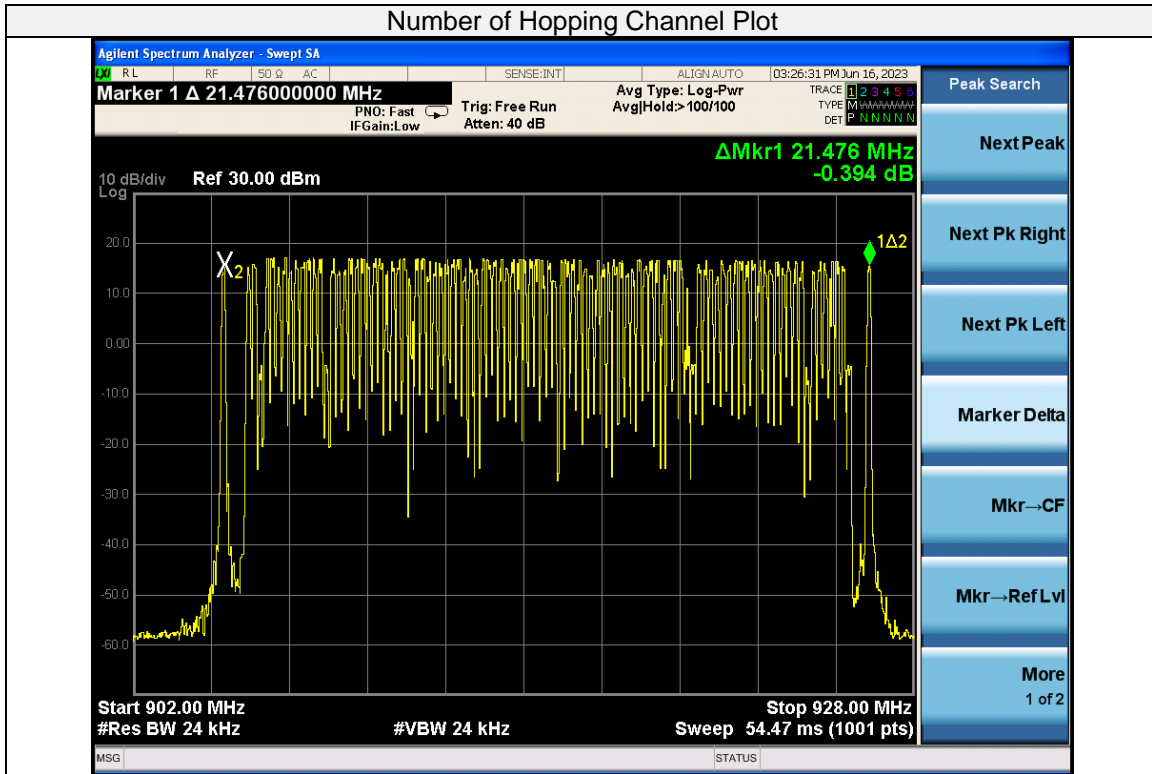 Number of Hopping Channel Plot
Agilent Spectrum Analyzer - Swept SA
LXI RL RF 50 Ω AC SENSE:INT ALIGN AUTO 03:26:31 PM Jun 16, 2023
Marker 1 Δ 21.476000000 MHz
PNO: Fast
IFGain:Low
Trig: Free Run
Atten: 40 dB
Avg Type: Log-Pwr
Avg|Hold:>100/100
TRACE 1 2 3 4 5 6
TYPE M
DET P N N N N N
Peak Search
ΔMkr1 21.476 MHz
-0.394 dB
10 dB/div Ref 30.00 dBm
Log
20.0
10.0
0.00
-10.0
-20.0
-30.0
-40.0
-50.0
-60.0
X2
1Δ2
Start 902.00 MHz Stop 928.00 MHz
#Res BW 24 kHz #VBW 24 kHz Sweep 54.47 ms (1001 pts)
MSG STATUS
Next Peak
Next Pk Right
Next Pk Left
Marker Delta
Mkr→CF
Mkr→Ref Lvl
More
1 of 2